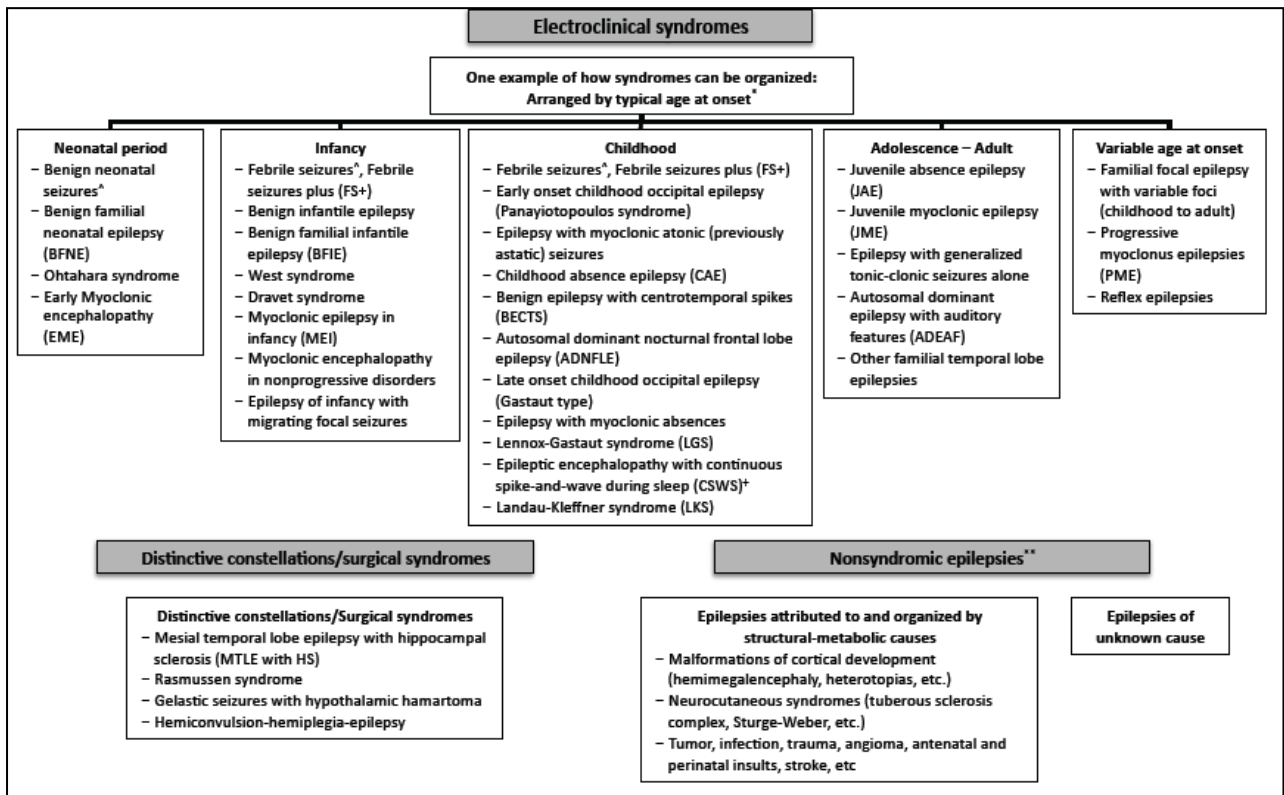 Electroclinical syndromes
One example of how syndromes can be organized:
Arranged by typical age at onset*
Neonatal period
– Benign neonatal
seizures^
– Benign familial
neonatal epilepsy
(BFNE)
– Ohtahara syndrome
– Early Myoclonic
encephalopathy
(EME)
Infancy
– Febrile seizures^, Febrile
seizures plus (FS+)
– Benign infantile epilepsy
– Benign familial infantile
epilepsy (BFIE)
– West syndrome
– Dravet syndrome
– Myoclonic epilepsy in
infancy (MEI)
– Myoclonic encephalopathy
in nonprogressive disorders
– Epilepsy of infancy with
migrating focal seizures
Childhood
– Febrile seizures^, Febrile seizures plus (FS+)
– Early onset childhood occipital epilepsy
(Panayiotopoulos syndrome)
– Epilepsy with myoclonic atonic (previously
astatic) seizures
– Childhood absence epilepsy (CAE)
– Benign epilepsy with centrotemporal spikes
(BECTS)
– Autosomal dominant nocturnal frontal lobe
epilepsy (ADNFLE)
– Late onset childhood occipital epilepsy
(Gastaut type)
– Epilepsy with myoclonic absences
– Lennox-Gastaut syndrome (LGS)
– Epileptic encephalopathy with continuous
spike-and-wave during sleep (CSWS)+
– Landau-Kleffner syndrome (LKS)
Adolescence – Adult
– Juvenile absence epilepsy
(JAE)
– Juvenile myoclonic epilepsy
(JME)
– Epilepsy with generalized
tonic-clonic seizures alone
– Autosomal dominant
epilepsy with auditory
features (ADEAF)
– Other familial temporal lobe
epilepsies
Variable age at onset
– Familial focal epilepsy
with variable foci
(childhood to adult)
– Progressive
myoclonus epilepsies
(PME)
– Reflex epilepsies
Distinctive constellations/surgical syndromes
Distinctive constellations/Surgical syndromes
– Mesial temporal lobe epilepsy with hippocampal
sclerosis (MTLE with HS)
– Rasmussen syndrome
– Gelastic seizures with hypothalamic hamartoma
– Hemiconvulsion-hemiplegia-epilepsy
Nonsyndromic epilepsies**
Epilepsies attributed to and organized by
structural-metabolic causes
– Malformations of cortical development
(hemimegalencephaly, heterotopias, etc.)
– Neurocutaneous syndromes (tuberous sclerosis
complex, Sturge-Weber, etc.)
– Tumor, infection, trauma, angioma, antenatal and
perinatal insults, stroke, etc
Epilepsies of
unknown cause